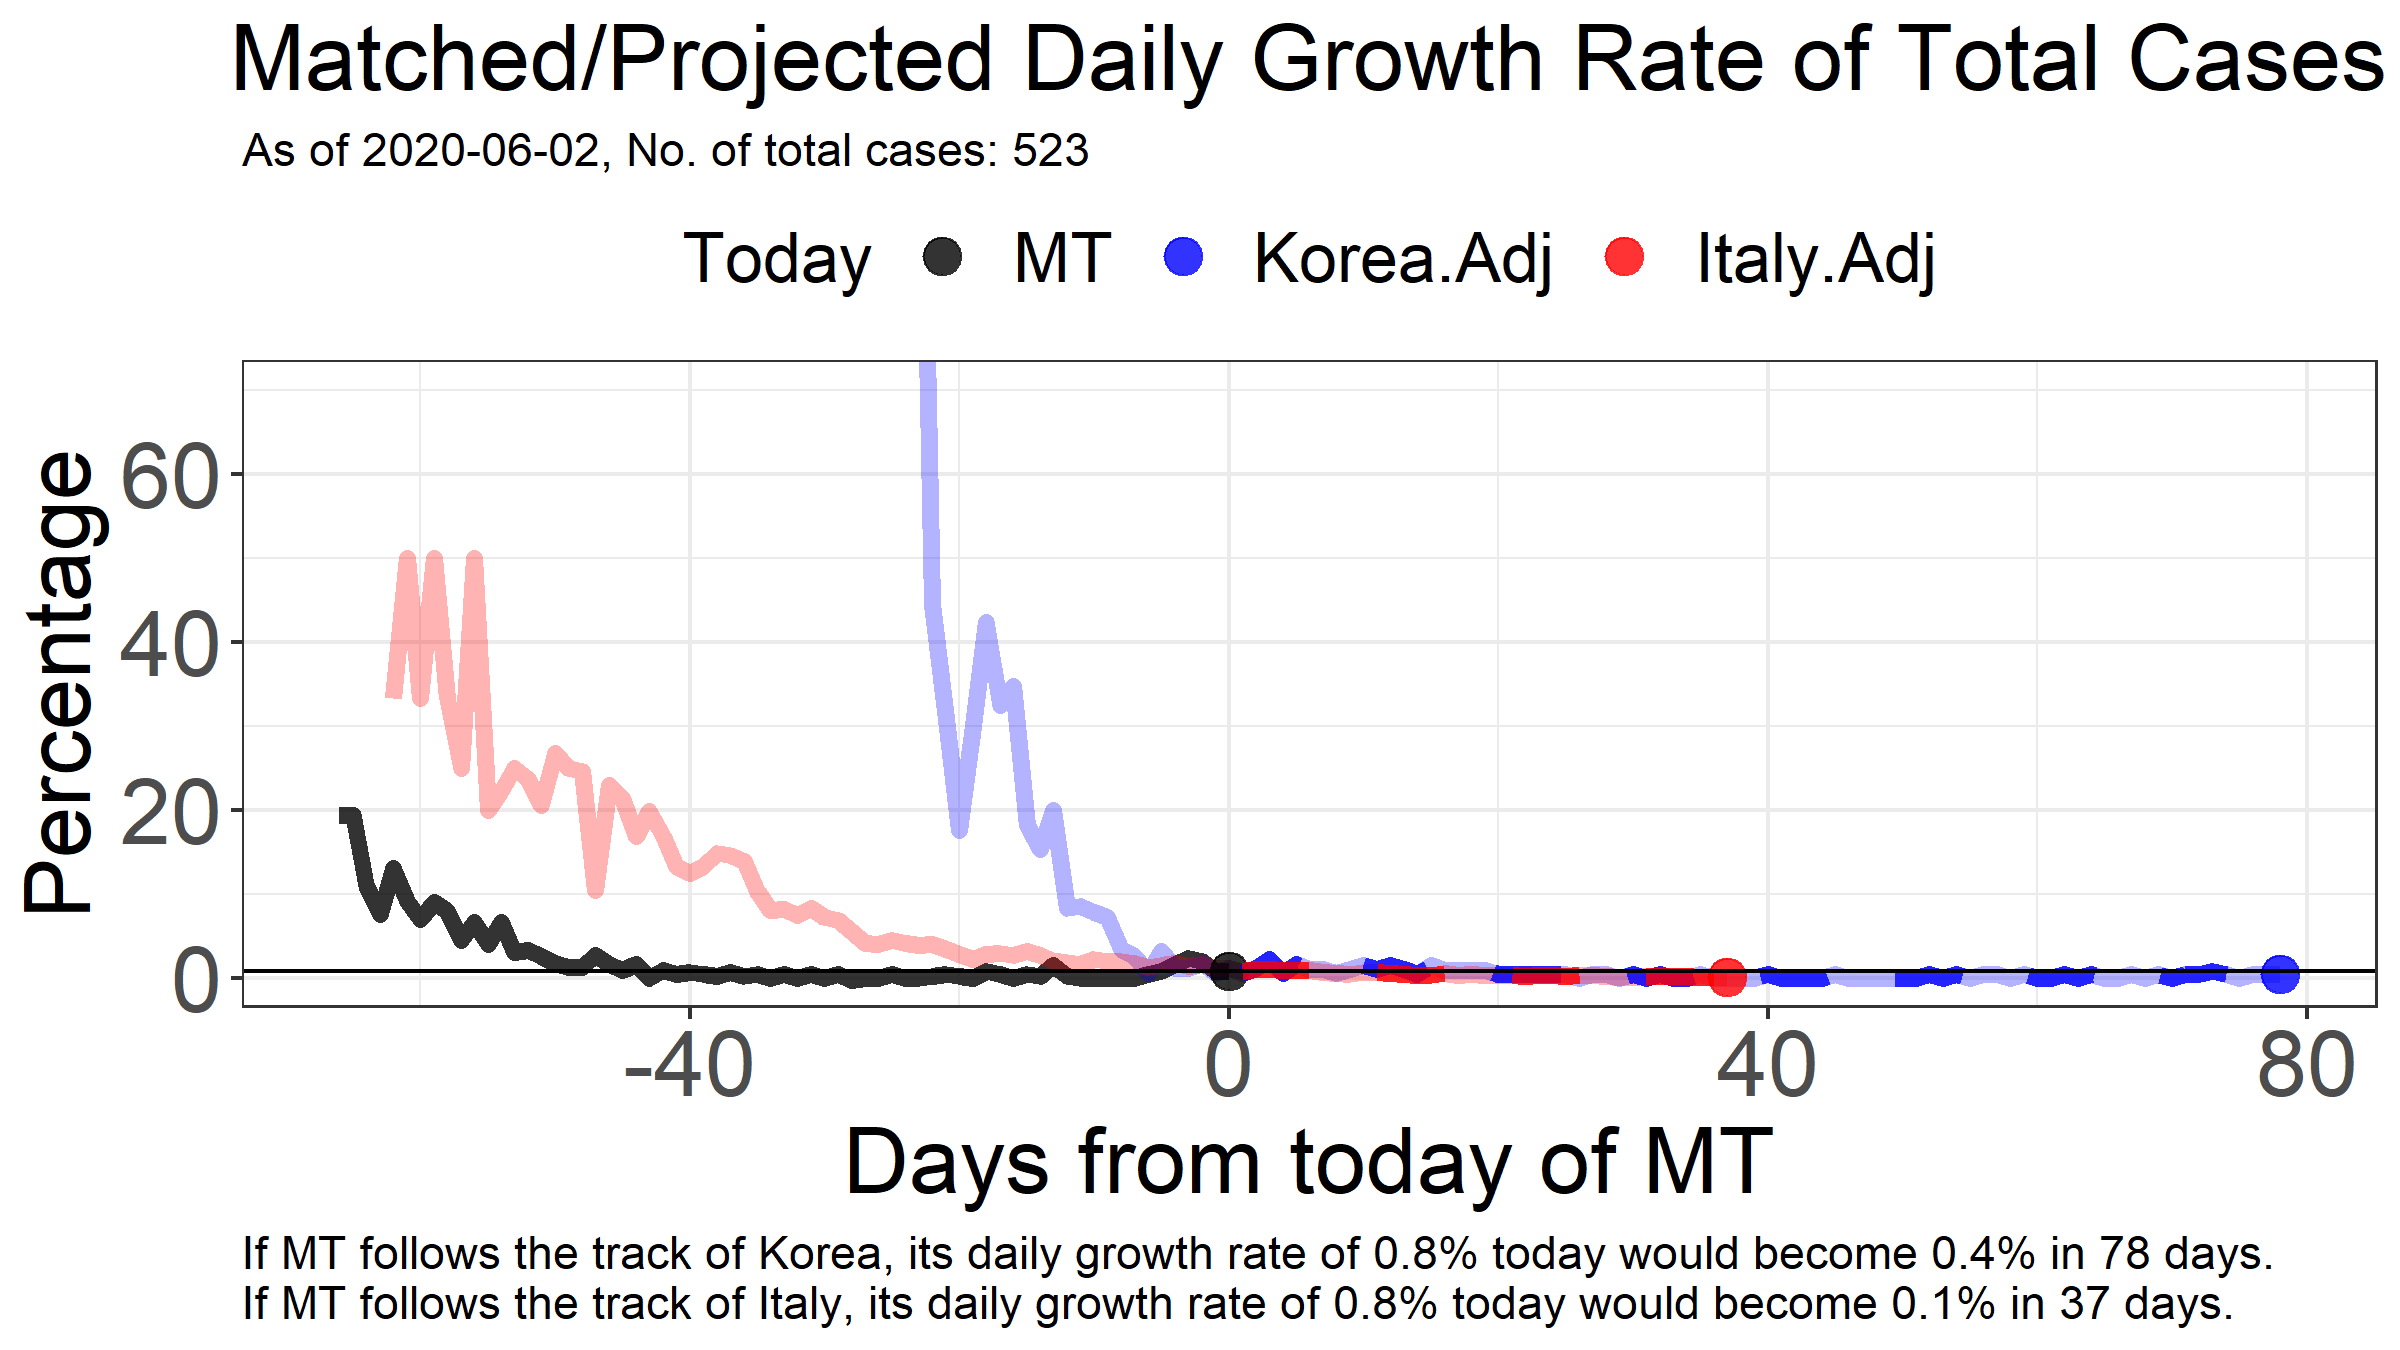 Matched/Projected Daily Growth Rate of Total Cases
As of 2020-06-02, No. of total cases: 523
Today MT Korea.Adj Italy.Adj
Percentage
60
40
20
0
-40 0 40 80
Days from today of MT
If MT follows the track of Korea, its daily growth rate of 0.8% today would become 0.4% in 78 days.
If MT follows the track of Italy, its daily growth rate of 0.8% today would become 0.1% in 37 days.